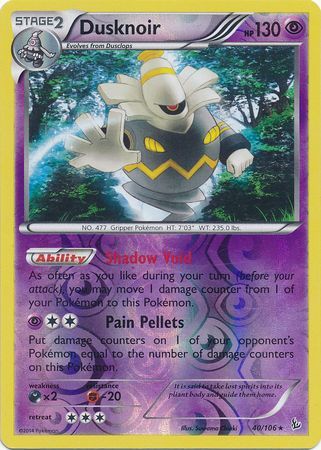 STAGE2
Dusknoir
HP130
Evolves from Dusclops
NO. 477 Gripper Pokémon HT: 7'03" WT: 235.0 lbs.
Ability Shadow Void
As often as you like during your turn (before your
attack), you may move 1 damage counter from 1 of
your Pokémon to this Pokémon.
Pain Pellets
Put damage counters on 1 of your opponent's
Pokémon equal to the number of damage counters
on this Pokémon.
weakness
×2
resistance
-20
retreat
It is said to take lost spirits into its
pliant body and guide them home.
Illus. Suwama Chiaki
40/106 ★
©2014 Pokémon